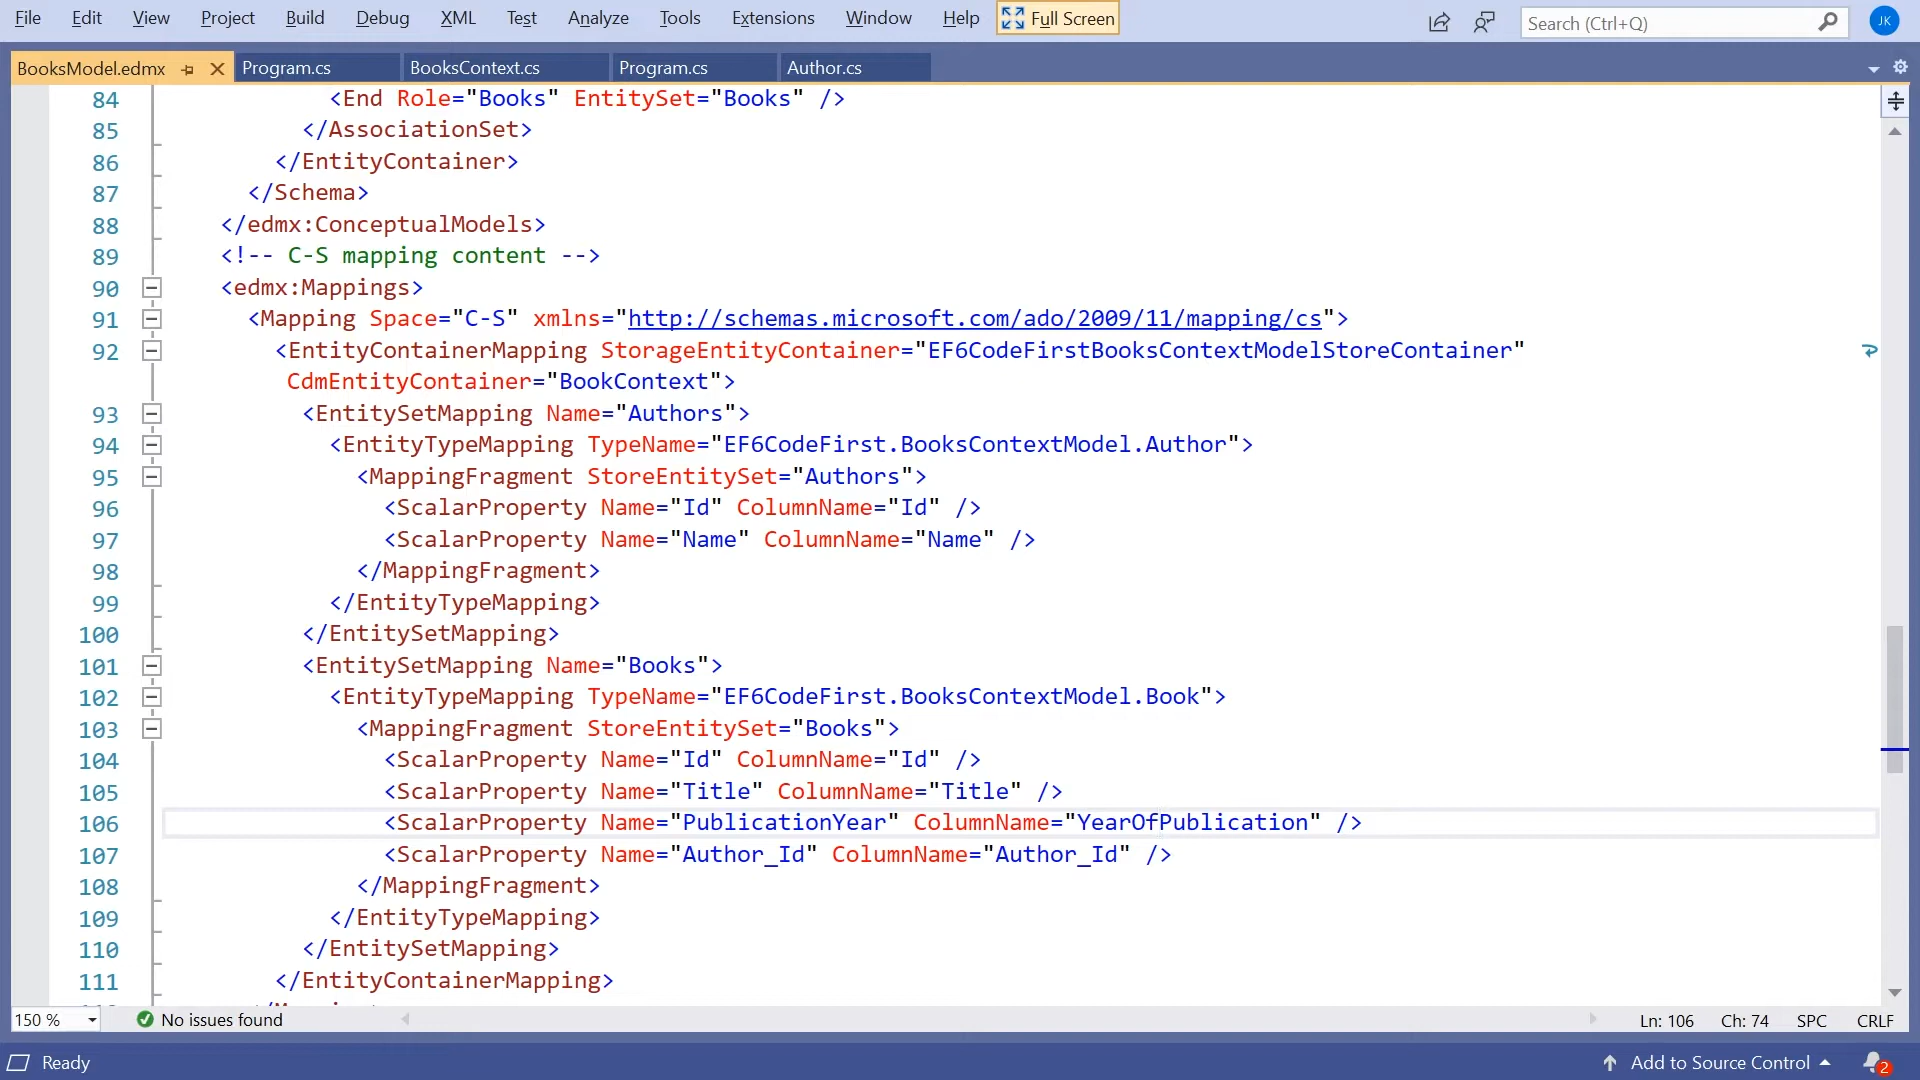 File Edit View Project Build Debug XML Test Analyze Tools Extensions Window Help Full Screen Search (Ctrl+Q) JK
BooksModel.edmx Program.cs BooksContext.cs Program.cs Author.cs
84 <End Role="Books" EntitySet="Books" />
85 </AssociationSet>
86 </EntityContainer>
87 </Schema>
88 </edmx:ConceptualModels>
89 <!-- C-S mapping content -->
90 <edmx:Mappings>
91 <Mapping Space="C-S" xmlns="http://schemas.microsoft.com/ado/2009/11/mapping/cs">
92 <EntityContainerMapping StorageEntityContainer="EF6CodeFirstBooksContextModelStoreContainer"
CdmEntityContainer="BookContext">
93 <EntitySetMapping Name="Authors">
94 <EntityTypeMapping TypeName="EF6CodeFirst.BooksContextModel.Author">
95 <MappingFragment StoreEntitySet="Authors">
96 <ScalarProperty Name="Id" ColumnName="Id" />
97 <ScalarProperty Name="Name" ColumnName="Name" />
98 </MappingFragment>
99 </EntityTypeMapping>
100 </EntitySetMapping>
101 <EntitySetMapping Name="Books">
102 <EntityTypeMapping TypeName="EF6CodeFirst.BooksContextModel.Book">
103 <MappingFragment StoreEntitySet="Books">
104 <ScalarProperty Name="Id" ColumnName="Id" />
105 <ScalarProperty Name="Title" ColumnName="Title" />
106 <ScalarProperty Name="PublicationYear" ColumnName="YearOfPublication" />
107 <ScalarProperty Name="Author_Id" ColumnName="Author_Id" />
108 </MappingFragment>
109 </EntityTypeMapping>
110 </EntitySetMapping>
111 </EntityContainerMapping>
150 % No issues found Ln: 106 Ch: 74 SPC CRLF
Ready Add to Source Control 2